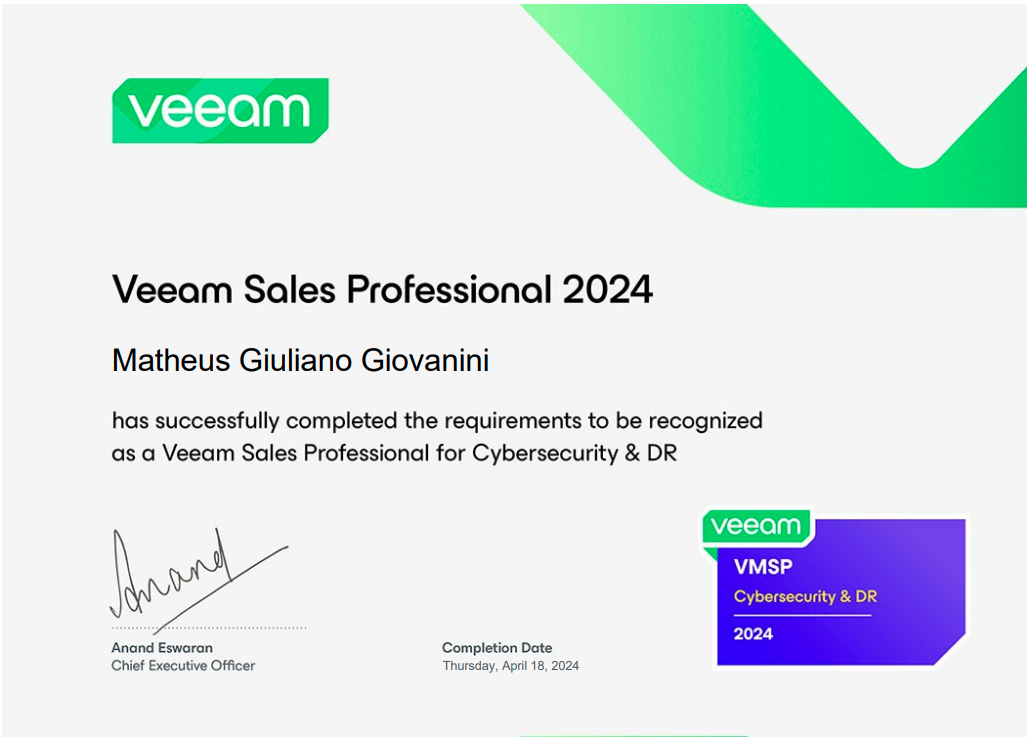 veeam
Veeam Sales Professional 2024
Matheus Giuliano Giovanini
has successfully completed the requirements to be recognized
as a Veeam Sales Professional for Cybersecurity & DR
Anand
Anand Eswaran
Chief Executive Officer
Completion Date
Thursday, April 18, 2024
veeam
VMSP
Cybersecurity & DR
2024